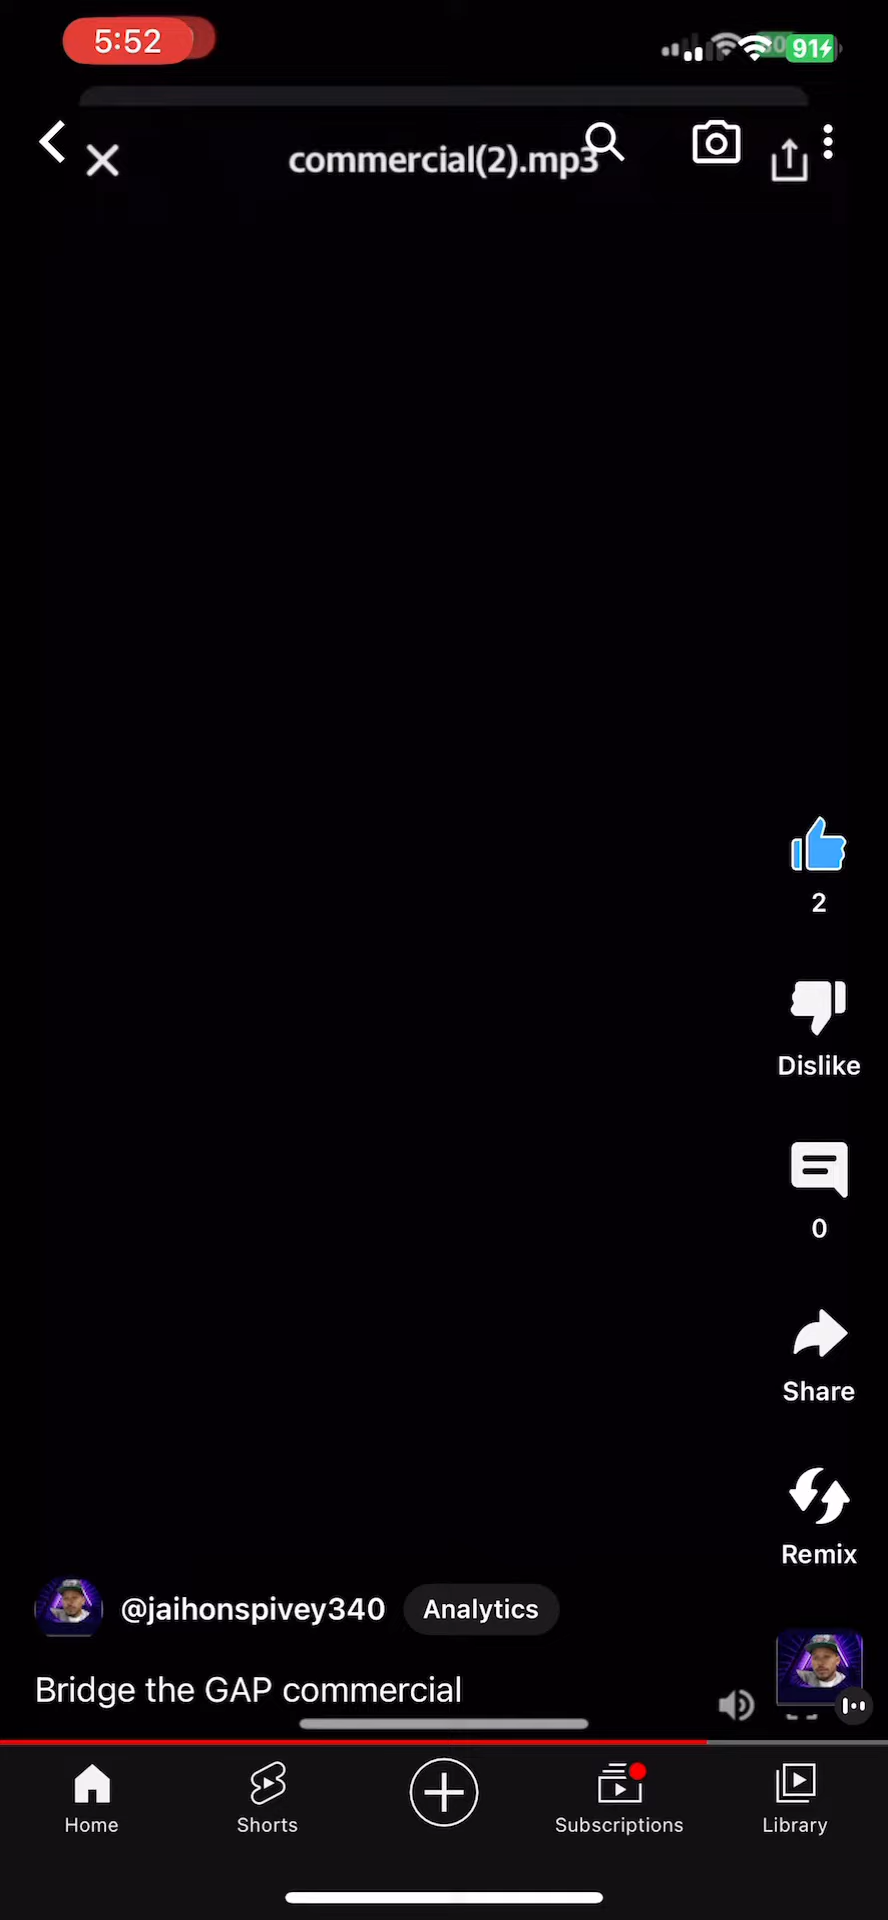 5:52
91
commercial(2).mp3
2
Dislike
0
Share
Remix
@jaihonspivey340
Analytics
Bridge the GAP commercial
Home
Shorts
Subscriptions
Library